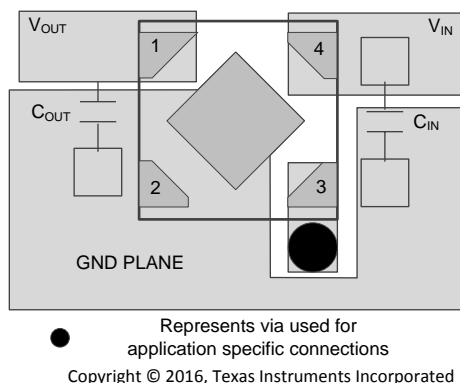 VOUT
VIN
1
4
COUT
CIN
2
3
GND PLANE
Represents via used for
application specific connections
Copyright © 2016, Texas Instruments Incorporated